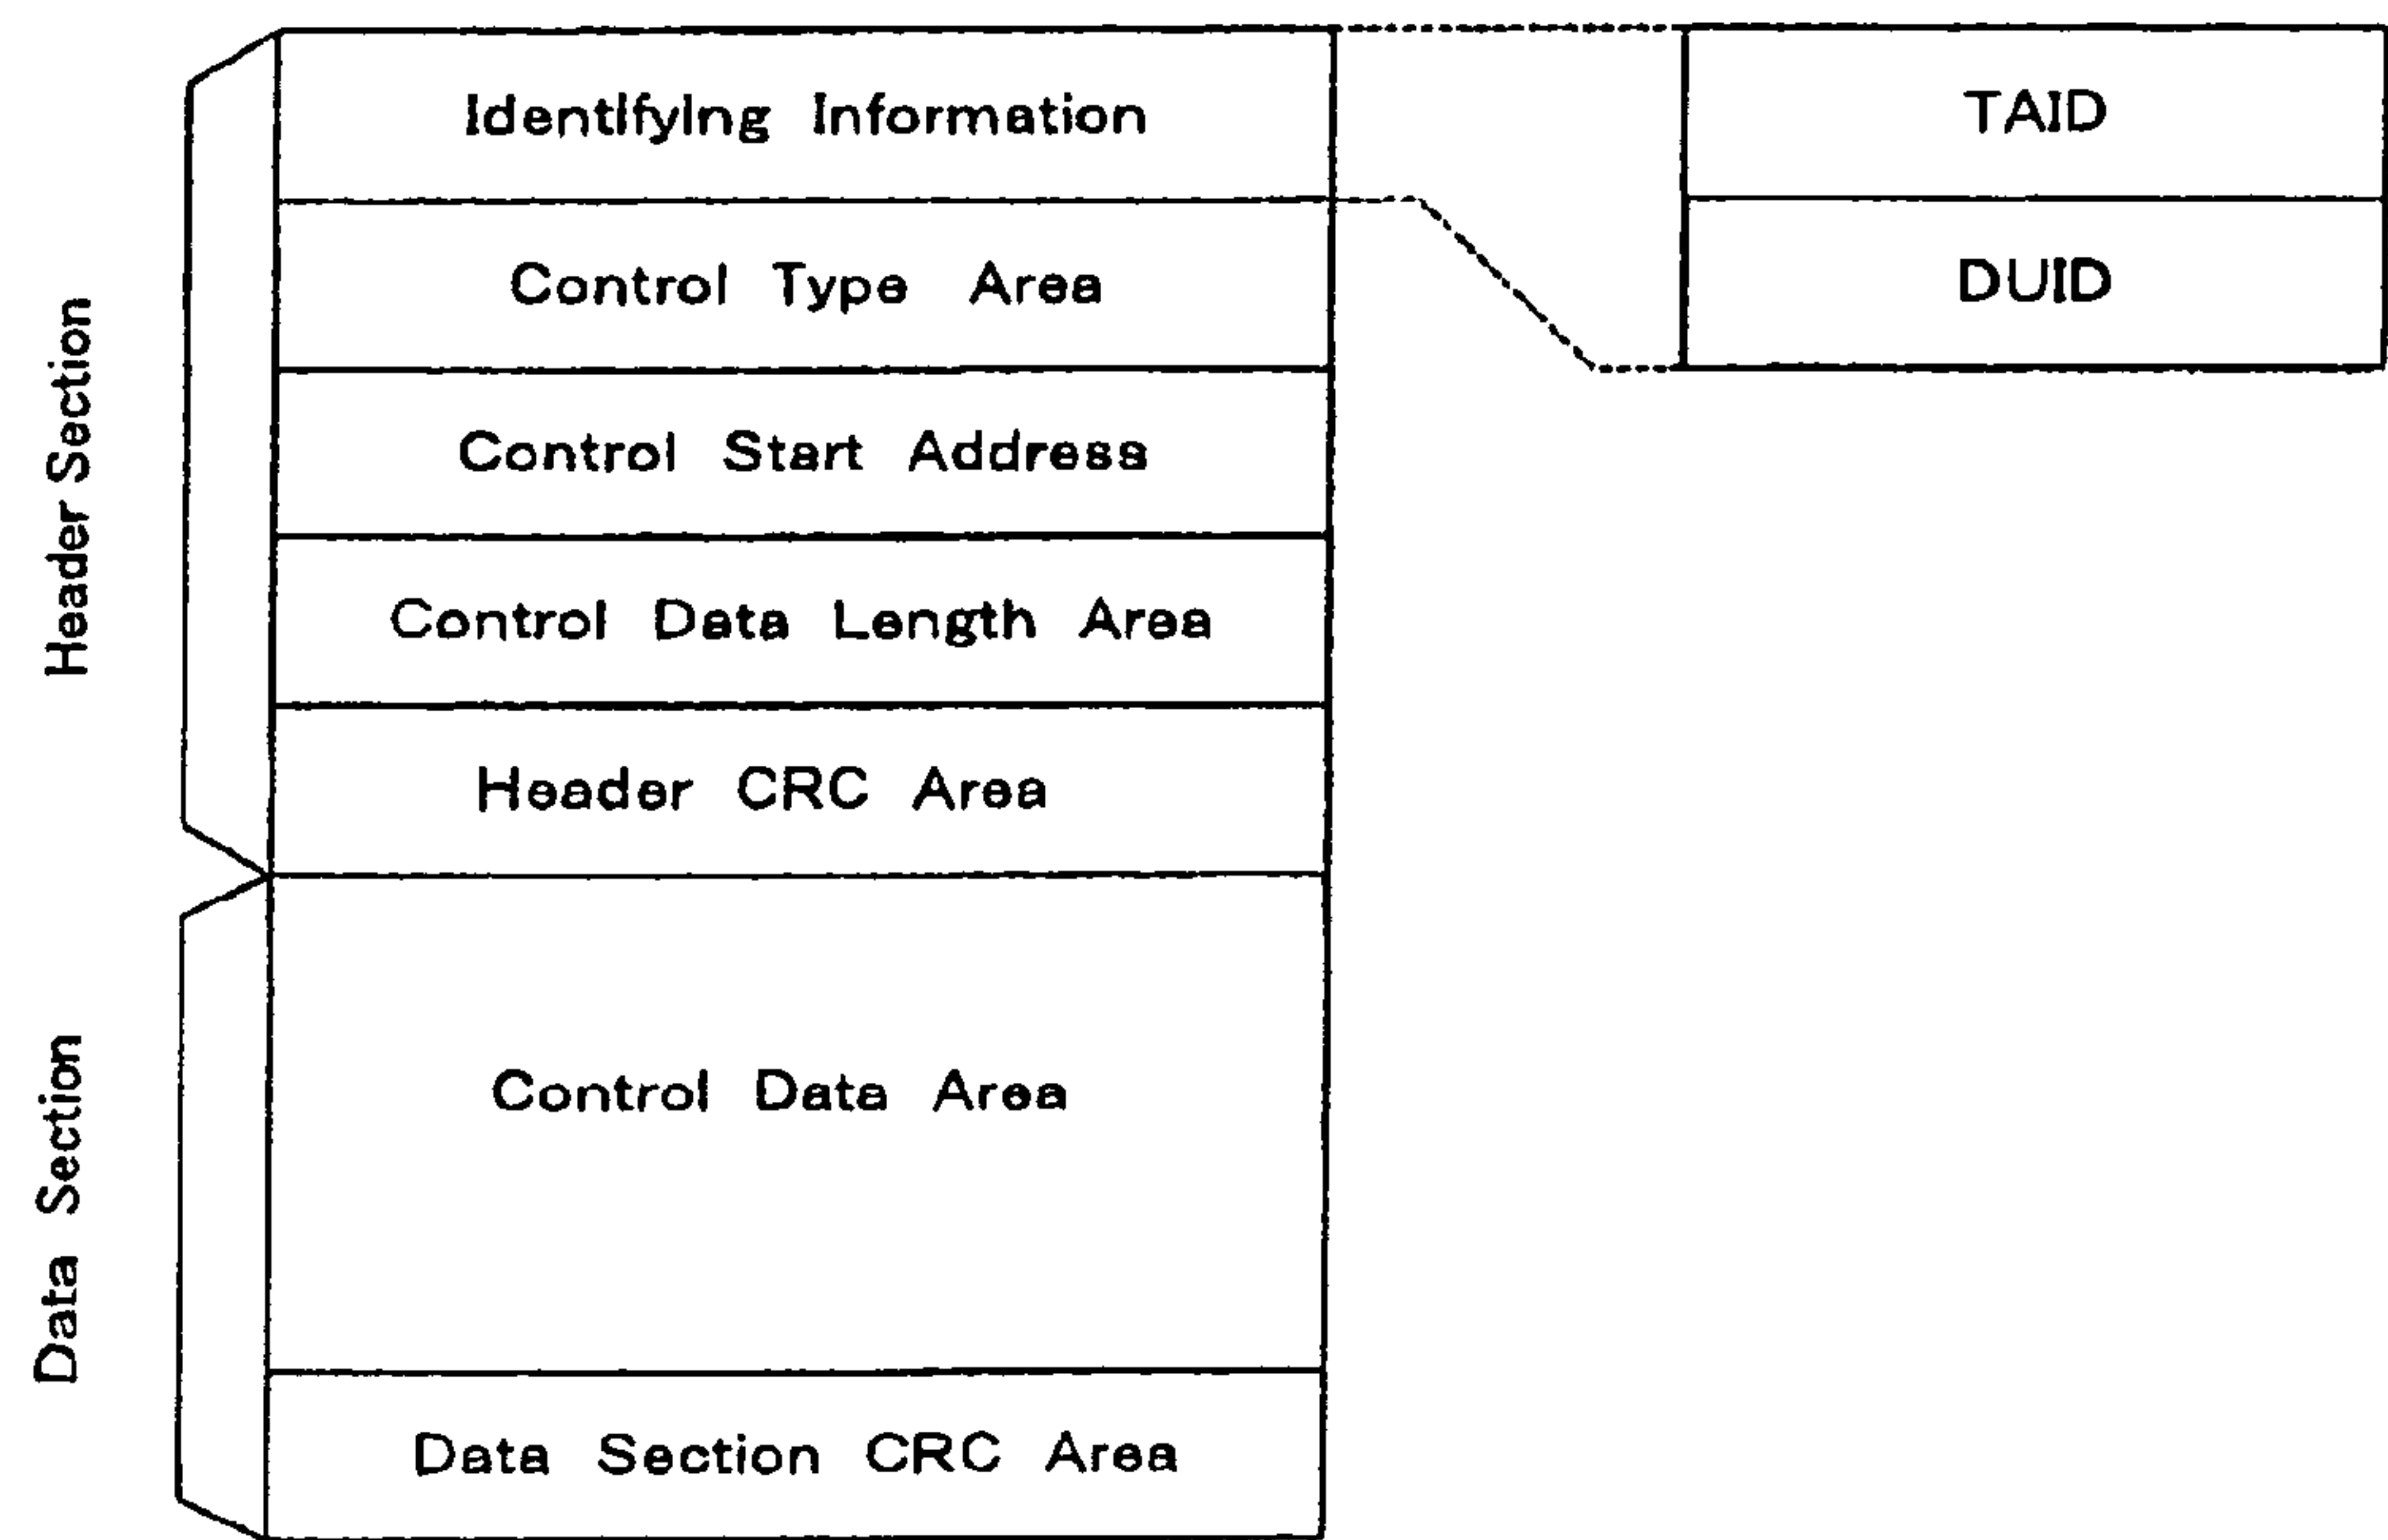 Header Section
Identifying Information
Control Type Area
Control Start Address
Control Data Length Area
Header CRC Area
Data Section
Control Data Area
Data Section CRC Area
TAID
DUID